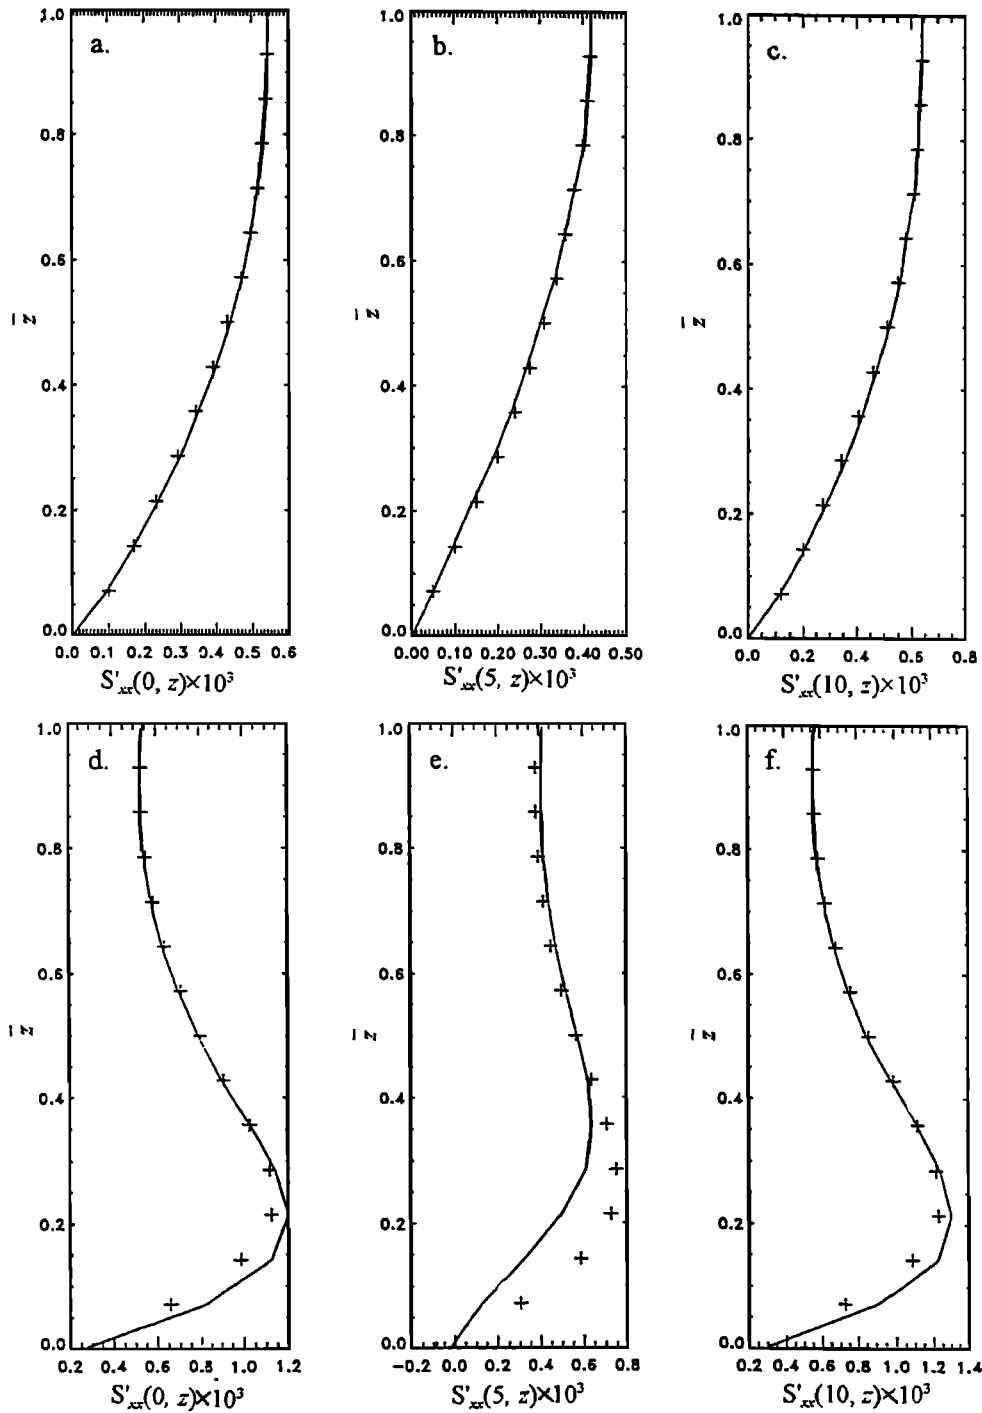 a.
1.0
0.8
0.6
0.4
0.2
0.0
z̄
0.0 0.1 0.2 0.3 0.4 0.5 0.6
S'xx(0, z)×10³
b.
1.0
0.8
0.6
0.4
0.2
0.0
z̄
0.00 0.10 0.20 0.30 0.40 0.50
S'xx(5, z)×10³
c.
1.0
0.8
0.6
0.4
0.2
0.0
z̄
0.0 0.2 0.4 0.6 0.8
S'xx(10, z)×10³
d.
1.0
0.8
0.6
0.4
0.2
0.0
z̄
0.2 0.4 0.6 0.8 1.0 1.2
S'xx(0, z)×10³
e.
1.0
0.8
0.6
0.4
0.2
0.0
z̄
-0.2 0.0 0.2 0.4 0.6 0.8
S'xx(5, z)×10³
f.
1.0
0.8
0.6
0.4
0.2
0.0
z̄
0.2 0.4 0.6 0.8 1.0 1.2 1.4
S'xx(10, z)×10³